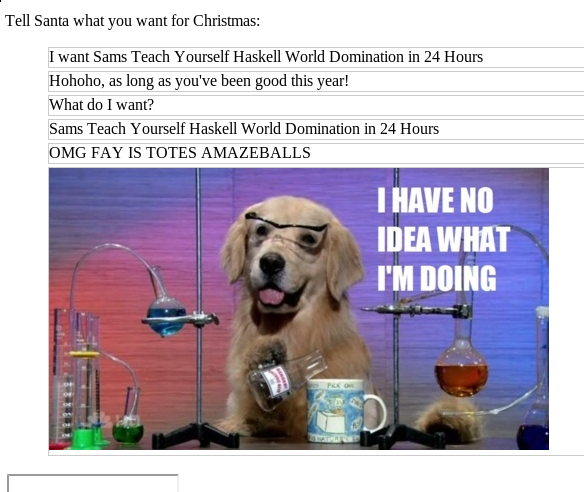 Tell Santa what you want for Christmas:
I want Sams Teach Yourself Haskell World Domination in 24 Hours
Hohoho, as long as you've been good this year!
What do I want?
Sams Teach Yourself Haskell World Domination in 24 Hours
OMG FAY IS TOTES AMAZEBALLS
I HAVE NO
IDEA WHAT
I'M DOING